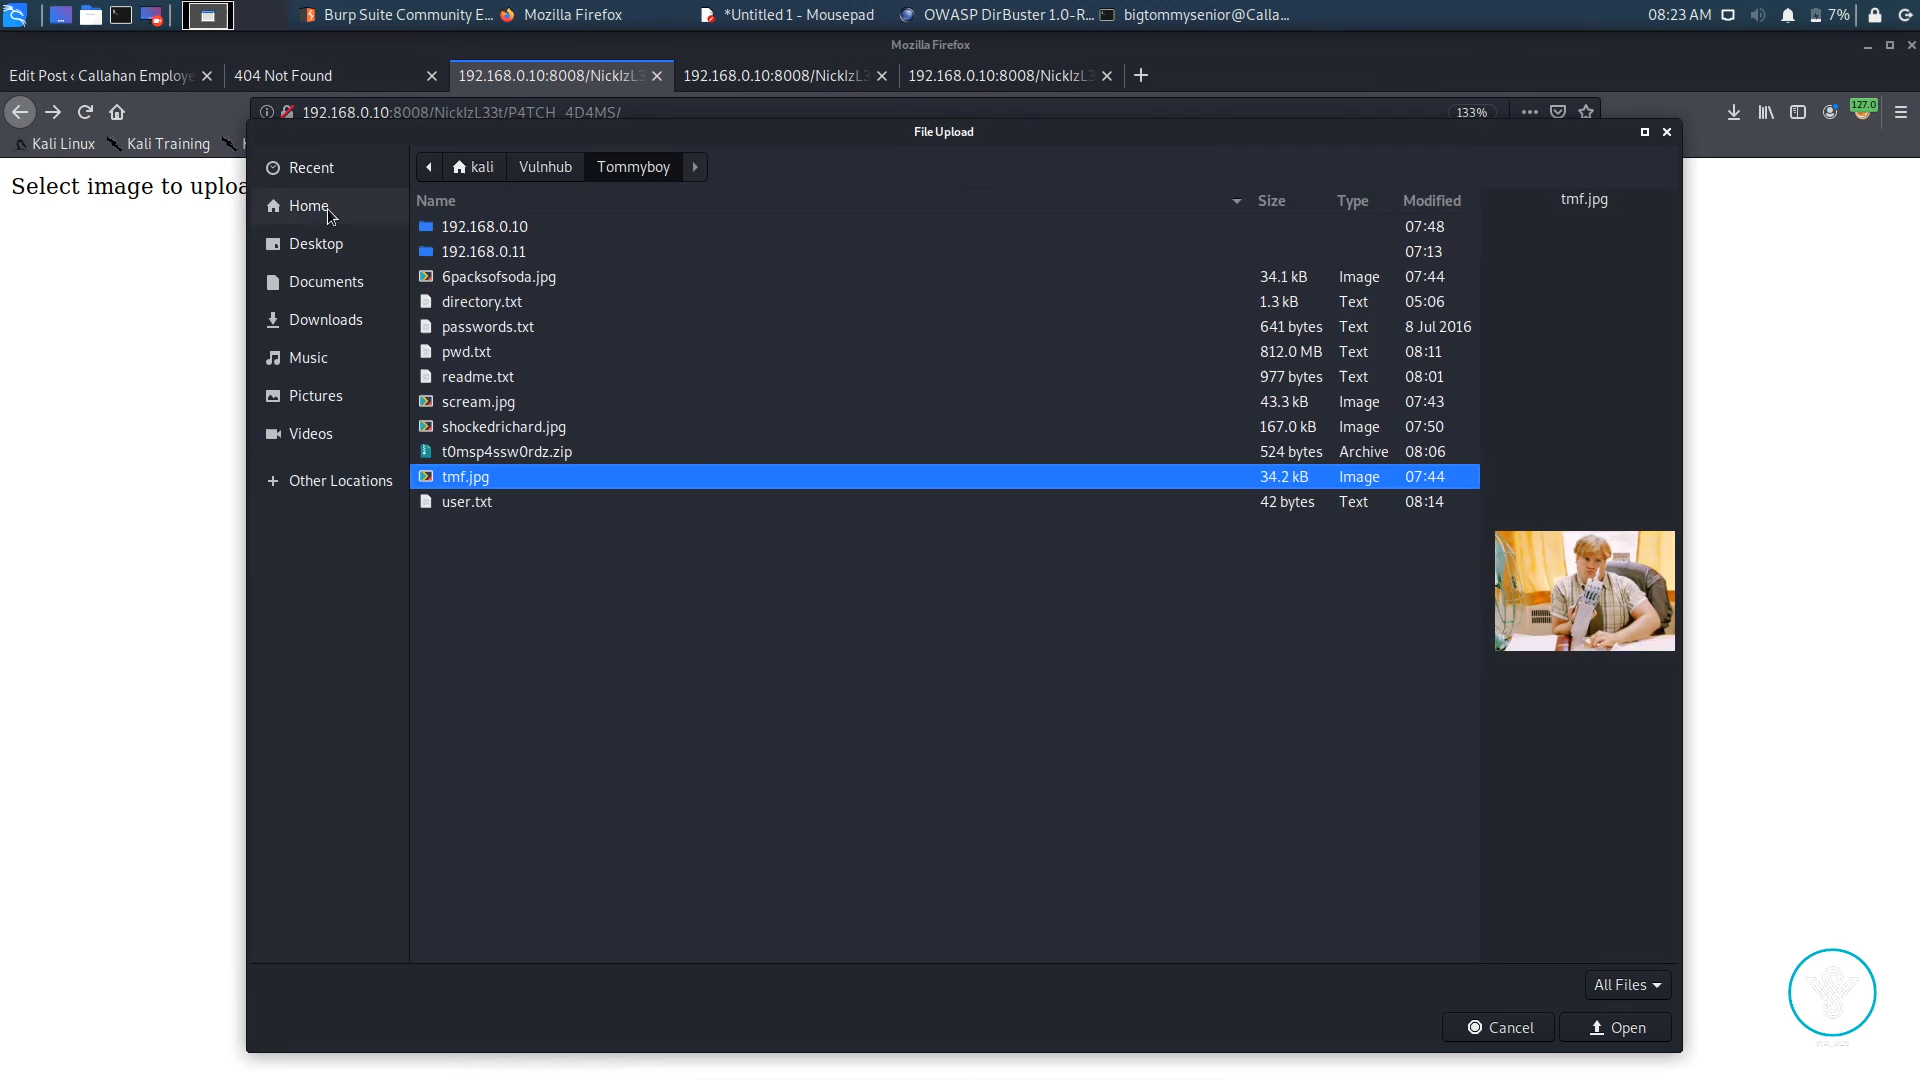 Burp Suite Community E...
Mozilla Firefox
*Untitled 1 - Mousepad
OWASP DirBuster 1.0-R...
bigtommysenior@Calla...
08:23 AM
7%
Mozilla Firefox
Edit Post ‹ Callahan Employe
404 Not Found
192.168.0.10:8008/NickIzL3
192.168.0.10:8008/NickIzL3
192.168.0.10:8008/NickIzL3
192.168.0.10:8008/NickIzL33t/P4TCH_4D4MS/
133%
127.0
Kali Linux
Kali Training
Select image to uploa
File Upload
Recent
Home
Desktop
Documents
Downloads
Music
Pictures
Videos
Other Locations
kali
Vulnhub
Tommyboy
Name Size Type Modified
192.168.0.10 07:48
192.168.0.11 07:13
6packsofsoda.jpg 34.1 kB Image 07:44
directory.txt 1.3 kB Text 05:06
passwords.txt 641 bytes Text 8 Jul 2016
pwd.txt 812.0 MB Text 08:11
readme.txt 977 bytes Text 08:01
scream.jpg 43.3 kB Image 07:43
shockedrichard.jpg 167.0 kB Image 07:50
t0msp4ssw0rdz.zip 524 bytes Archive 08:06
tmf.jpg 34.2 kB Image 07:44
user.txt 42 bytes Text 08:14
tmf.jpg
All Files
Cancel
Open